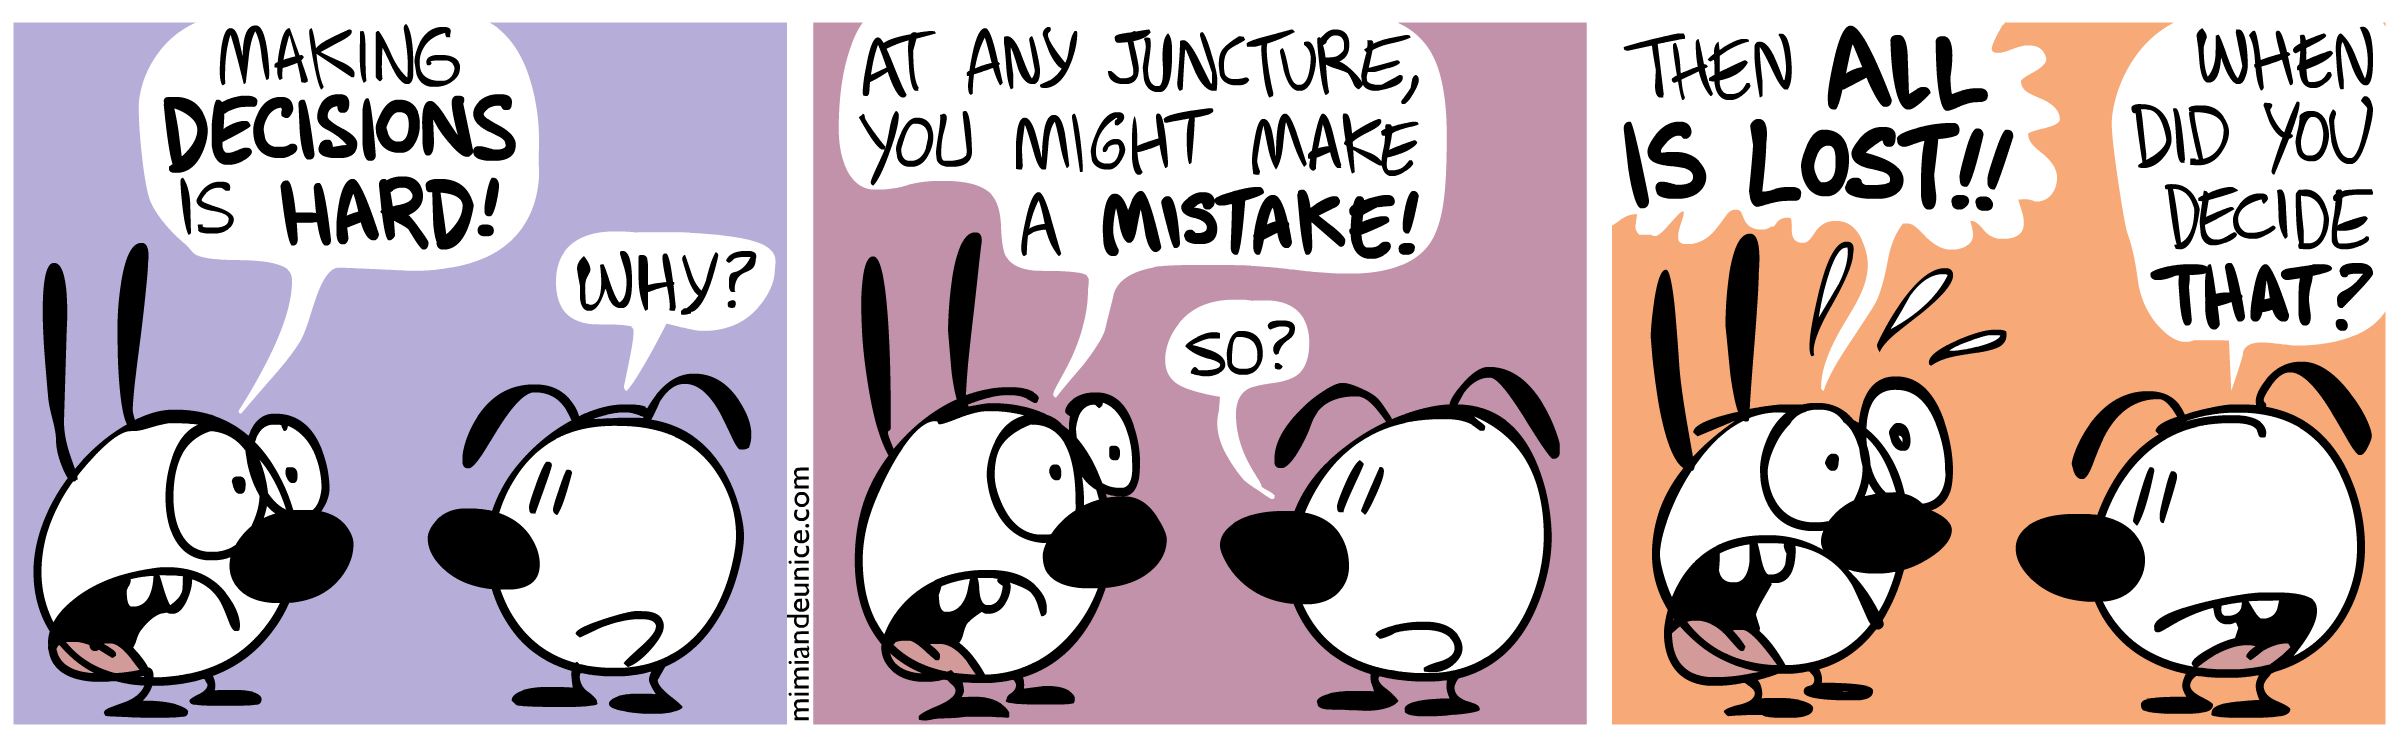 MAKING
DECISIONS
IS HARD!
WHY?
AT ANY JUNCTURE,
YOU MIGHT MAKE
A MISTAKE!
SO?
THEN ALL
IS LOST!!
WHEN
DID YOU
DECIDE
THAT?
mimiandeunice.com